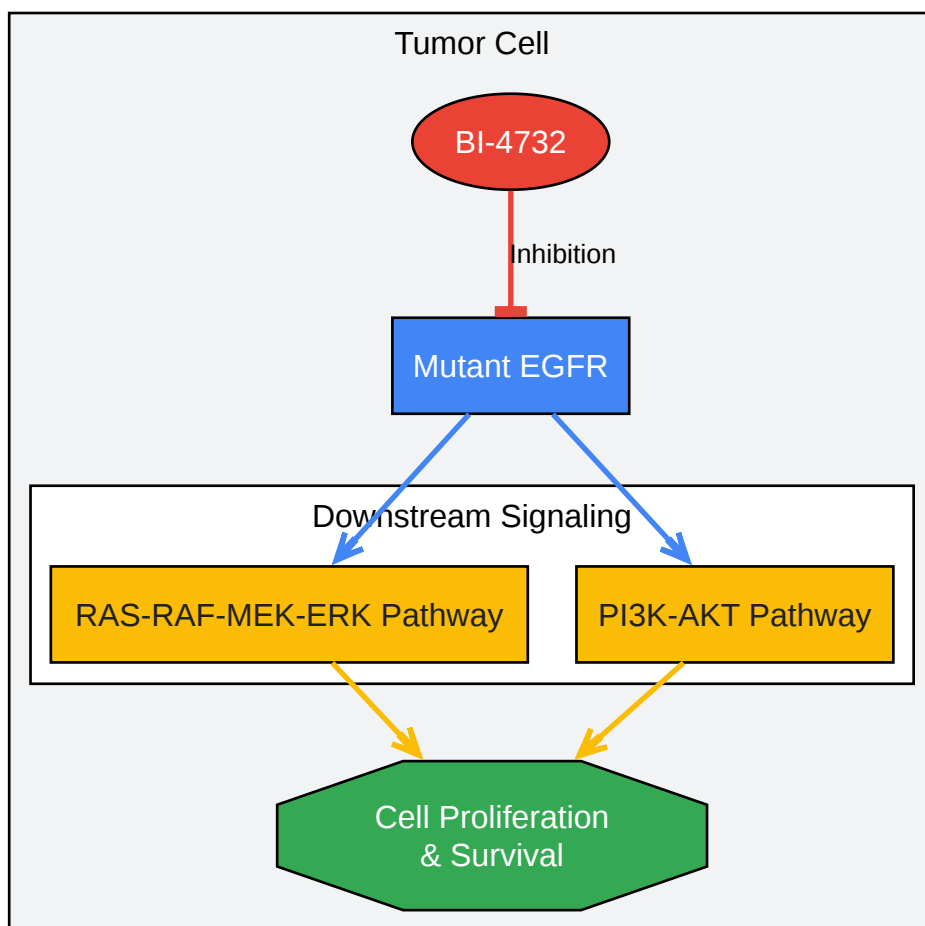 Tumor Cell
BI-4732
Inhibition
Mutant EGFR
Downstream Signaling
RAS-RAF-MEK-ERK Pathway
PI3K-AKT Pathway
Cell Proliferation
& Survival